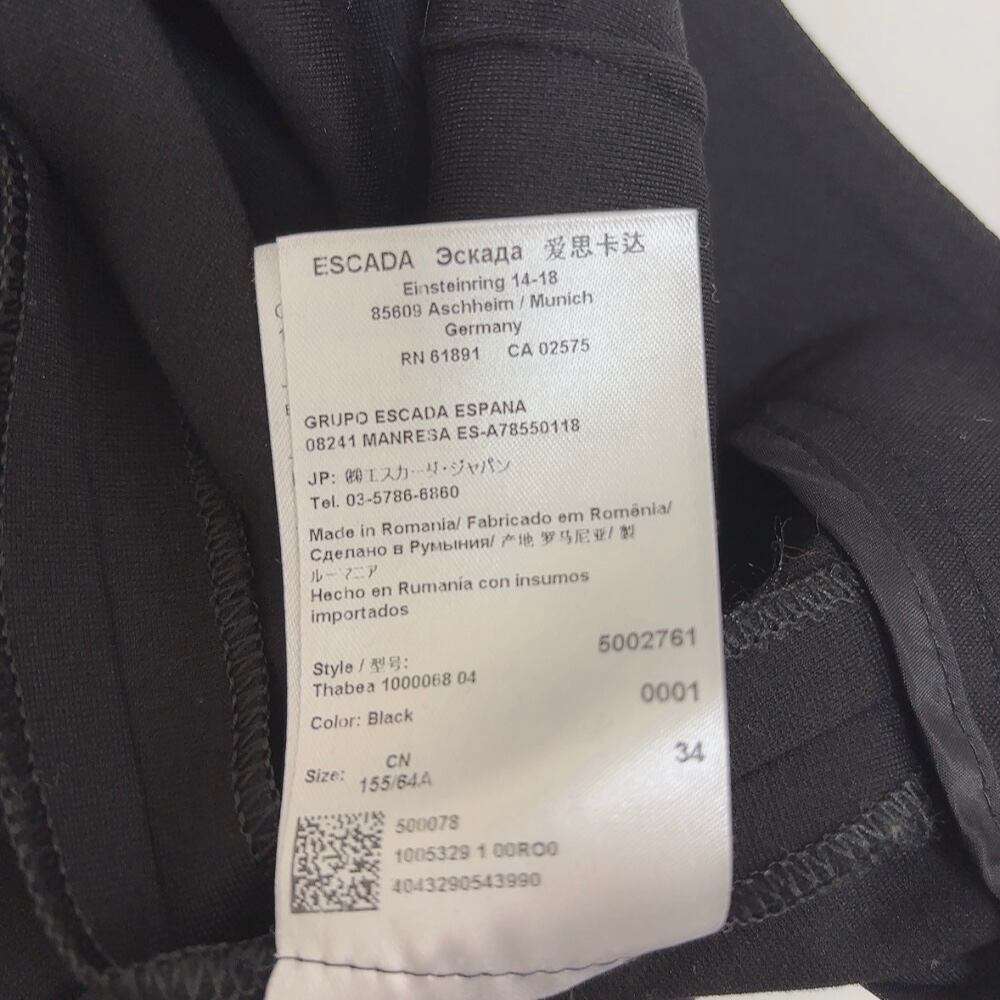 ESCADA Эскада 爱思卡达
Einsteinring 14-18
85609 Aschheim / Munich
Germany
RN 61891 CA 02575
GRUPO ESCADA ESPANA
08241 MANRESA ES-A78550118
JP: ㈱エスカーダ・ジャパン
Tel. 03-5786-6860
Made in Romania/ Fabricado em Romênia/
Сделано в Румыния/ 产地 罗马尼亚/ 製
ルーマニア
Hecho en Rumanía con insumos
importados
5002761
Style / 型号:
Thabea 1000068 04
0001
Color: Black
34
CN
Size: 155/64A
500078
1005329 1 00RO0
4043290543990